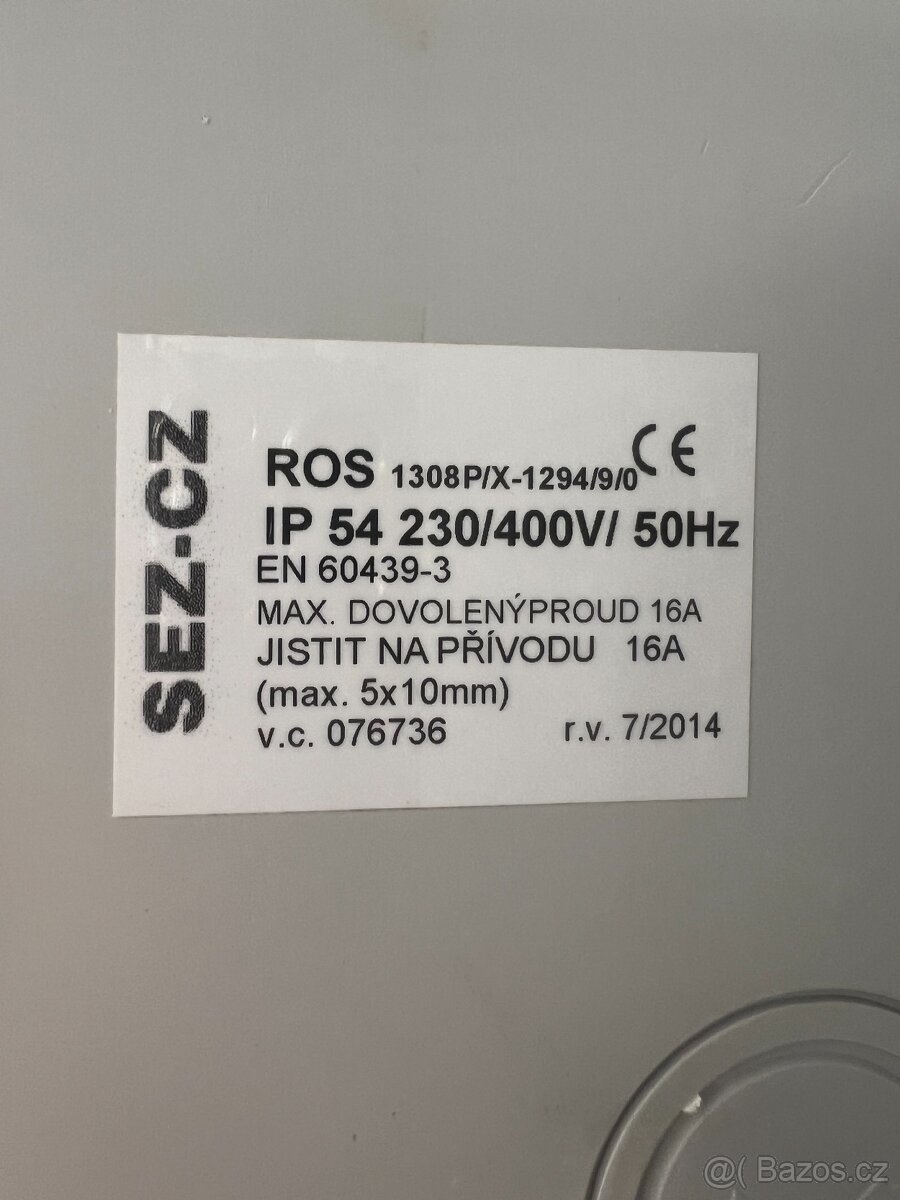 SEZ-CZ
ROS 1308P/X-1294/9/0 CE
IP 54 230/400V/ 50Hz
EN 60439-3
MAX. DOVOLENÝPROUD 16A
JISTIT NA PŘÍVODU 16A
(max. 5x10mm)
v.c. 076736 r.v. 7/2014
@( Bazos.cz